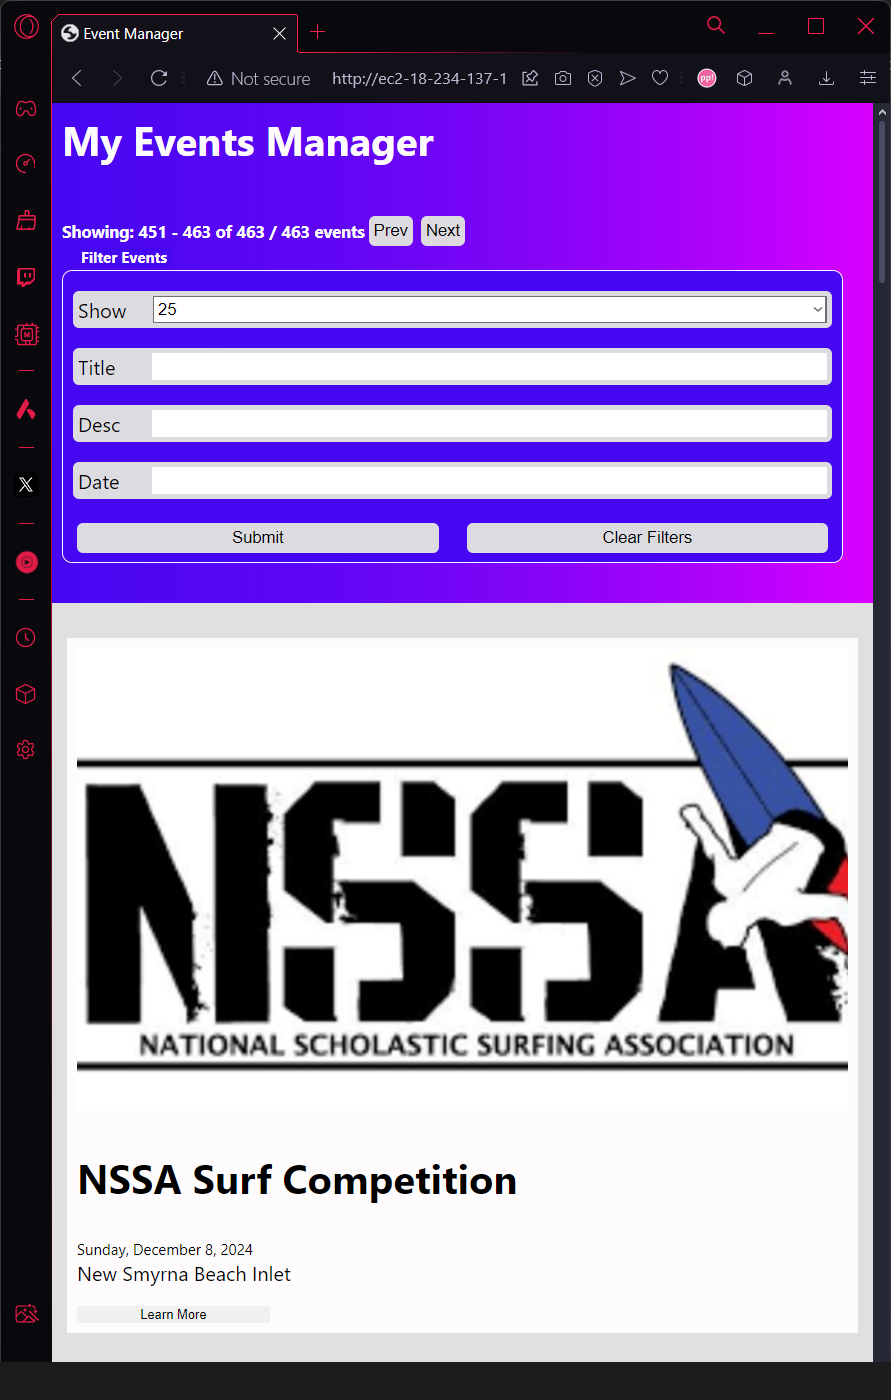 Event Manager
Not secure http://ec2-18-234-137-1 pp!
My Events Manager
Showing: 451 - 463 of 463 / 463 events Prev Next
Filter Events
Show 25
Title
Desc
Date
Submit Clear Filters
NSSA
NATIONAL SCHOLASTIC SURFING ASSOCIATION
NSSA Surf Competition
Sunday, December 8, 2024
New Smyrna Beach Inlet
Learn More